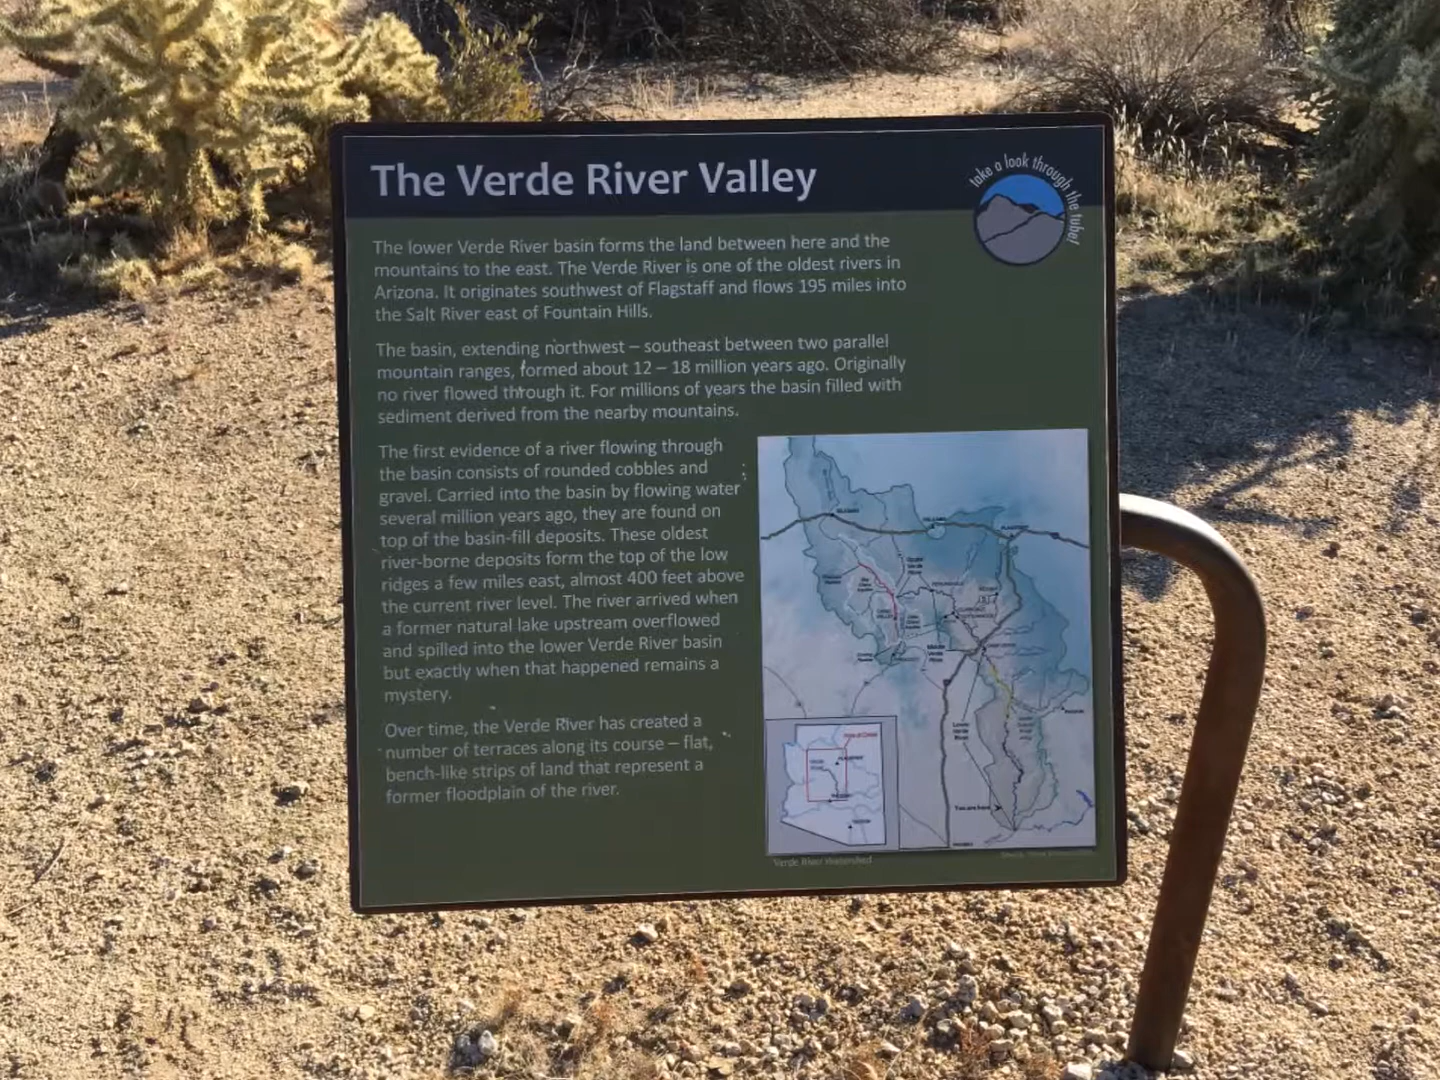 The Verde River Valley
take a look through the tube!
The lower Verde River basin forms the land between here and the
mountains to the east. The Verde River is one of the oldest rivers in
Arizona. It originates southwest of Flagstaff and flows 195 miles into
the Salt River east of Fountain Hills.
The basin, extending northwest – southeast between two parallel
mountain ranges, formed about 12 – 18 million years ago. Originally
no river flowed through it. For millions of years the basin filled with
sediment derived from the nearby mountains.
The first evidence of a river flowing through
the basin consists of rounded cobbles and
gravel. Carried into the basin by flowing water
several million years ago, they are found on
top of the basin-fill deposits. These oldest
river-borne deposits form the top of the low
ridges a few miles east, almost 400 feet above
the current river level. The river arrived when
a former natural lake upstream overflowed
and spilled into the lower Verde River basin
but exactly when that happened remains a
mystery.
Over time, the Verde River has created a
number of terraces along its course – flat,
bench-like strips of land that represent a
former floodplain of the river.
Upper
Verde
River
Middle
Verde
River
Lower
Verde
River
You are here
Verde River Watershed